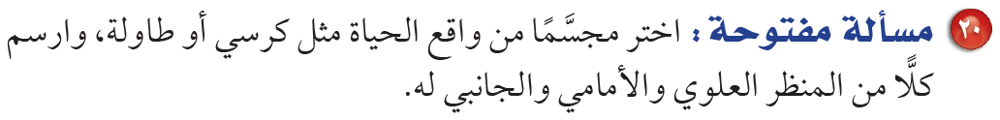 ٢٠ مسألة مفتوحة : اختر مجسَّمًا من واقع الحياة مثل كرسي أو طاولة، وارسم
كلًّا من المنظر العلوي والأمامي والجانبي له.